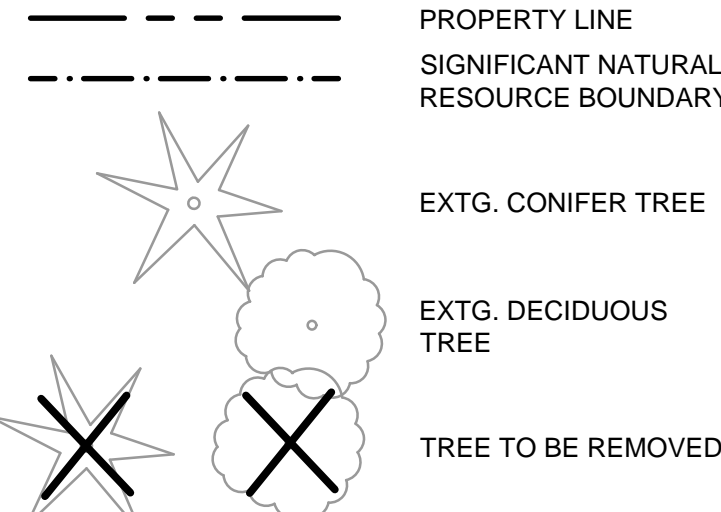 PROPERTY LINE
SIGNIFICANT NATURAL
RESOURCE BOUNDARY
EXTG. CONIFER TREE
EXTG. DECIDUOUS
TREE
TREE TO BE REMOVED